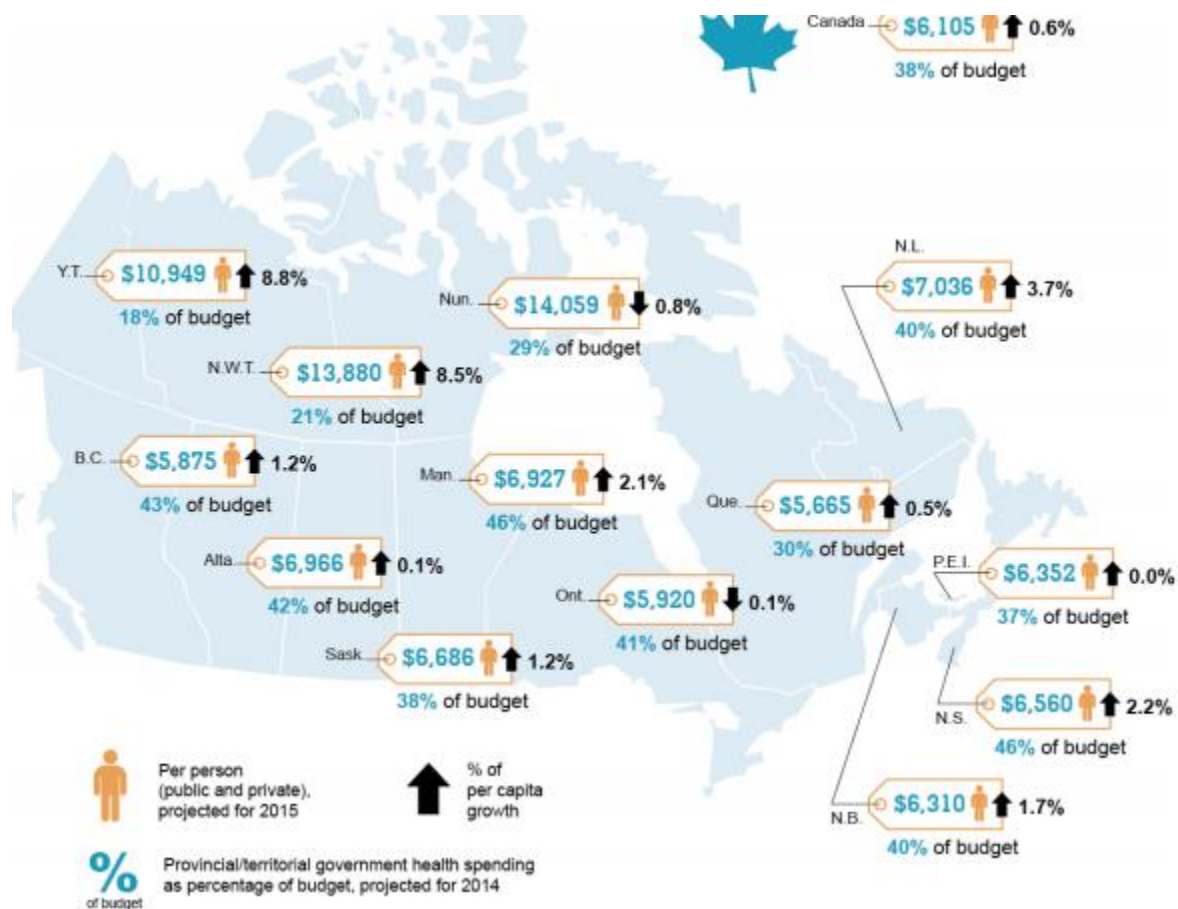 Canada $6,105 0.6%
38% of budget
N.L.
$7,036 3.7%
40% of budget
Y.T. $10,949 8.8%
18% of budget
Nun. $14,059 0.8%
29% of budget
N.W.T. $13,880 8.5%
21% of budget
B.C. $5,875 1.2%
43% of budget
Man. $6,927 2.1%
46% of budget
Que. $5,665 0.5%
30% of budget
Alta. $6,966 0.1%
42% of budget
P.E.I. $6,352 0.0%
37% of budget
Ont. $5,920 0.1%
41% of budget
Sask. $6,686 1.2%
38% of budget
N.S. $6,560 2.2%
46% of budget
N.B. $6,310 1.7%
40% of budget
Per person
(public and private),
projected for 2015
% of
per capita
growth
%
of budget
Provincial/territorial government health spending
as percentage of budget, projected for 2014